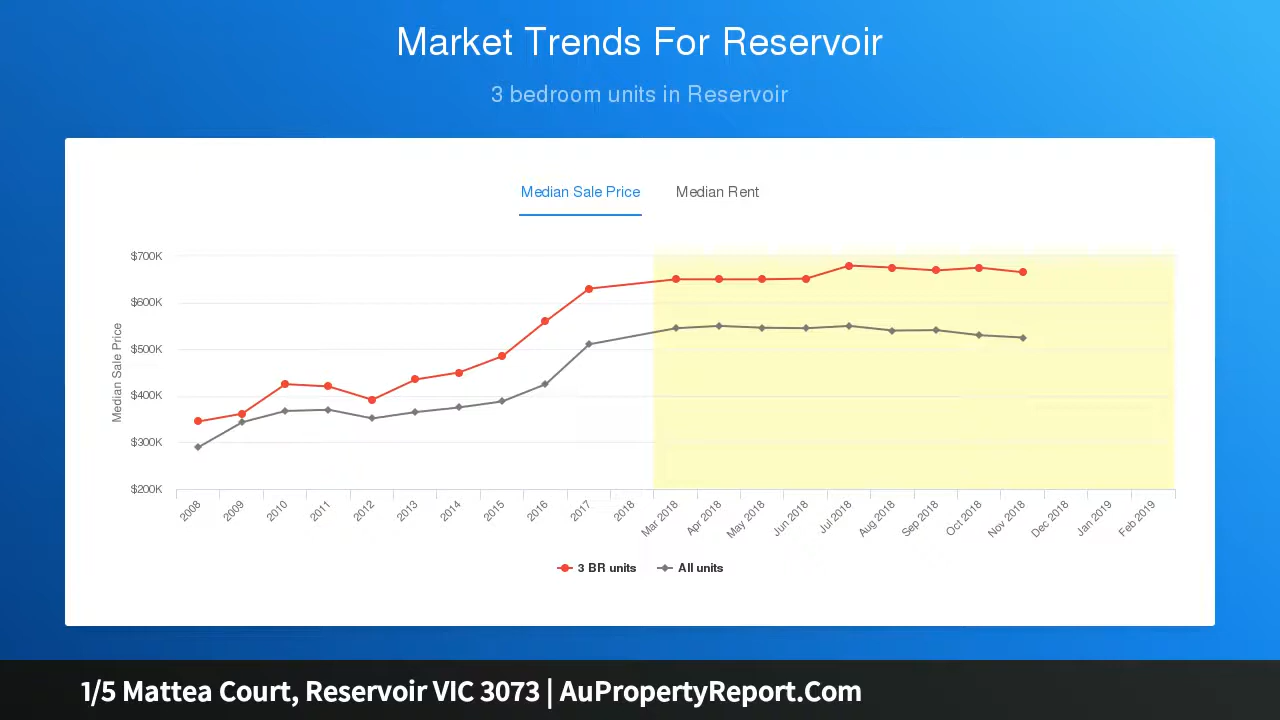 Market Trends For Reservoir
3 bedroom units in Reservoir
Median Sale Price
Median Rent
Median Sale Price
$700K
$600K
$500K
$400K
$300K
$200K
2008
2009
2010
2011
2012
2013
2014
2015
2016
2017
2018
Mar 2018
Apr 2018
May 2018
Jun 2018
Jul 2018
Aug 2018
Sep 2018
Oct 2018
Nov 2018
Dec 2018
Jan 2019
Feb 2019
3 BR units
All units
1/5 Mattea Court, Reservoir VIC 3073 | AuPropertyReport.Com